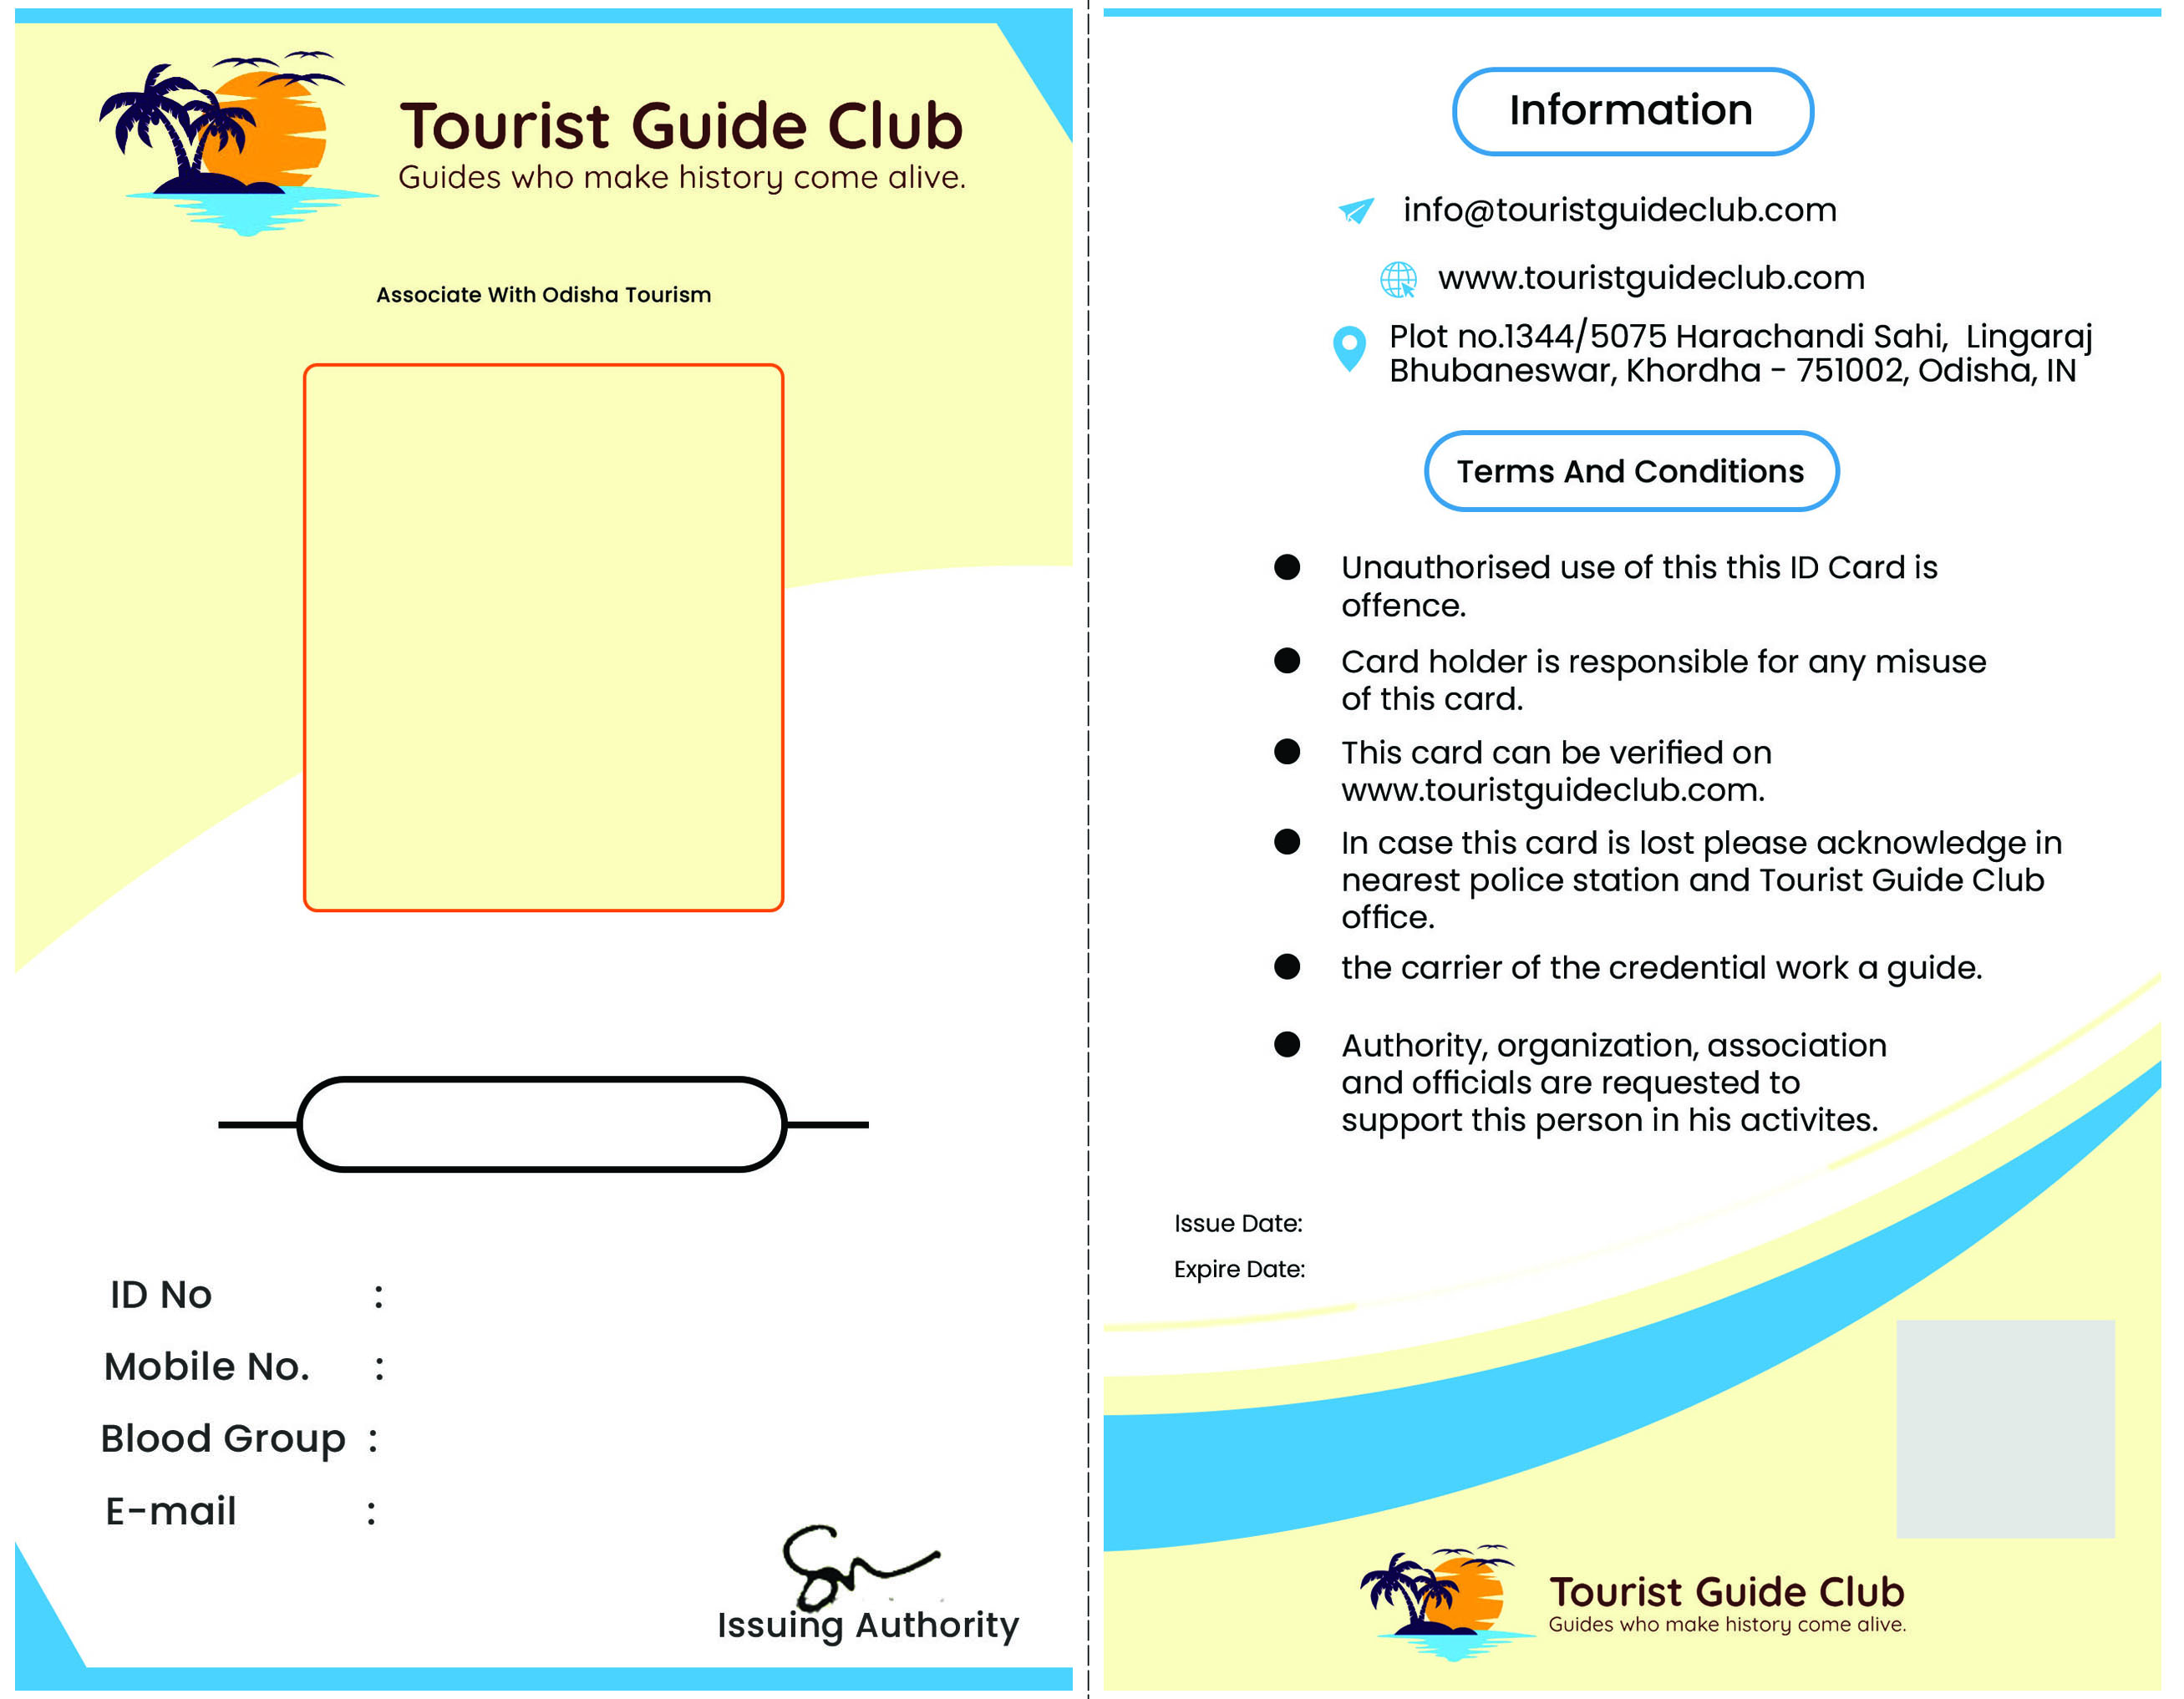 Tourist Guide Club
Guides who make history come alive.
Associate With Odisha Tourism
ID No :
Mobile No. :
Blood Group :
E-mail :
Issuing Authority
Information
info@touristguideclub.com
www.touristguideclub.com
Plot no.1344/5075 Harachandi Sahi, Lingaraj
Bhubaneswar, Khordha - 751002, Odisha, IN
Terms And Conditions
● Unauthorised use of this this ID Card is
offence.
● Card holder is responsible for any misuse
of this card.
● This card can be verified on
www.touristguideclub.com.
● In case this card is lost please acknowledge in
nearest police station and Tourist Guide Club
office.
● the carrier of the credential work a guide.
● Authority, organization, association
and officials are requested to
support this person in his activites.
Issue Date:
Expire Date:
Tourist Guide Club
Guides who make history come alive.